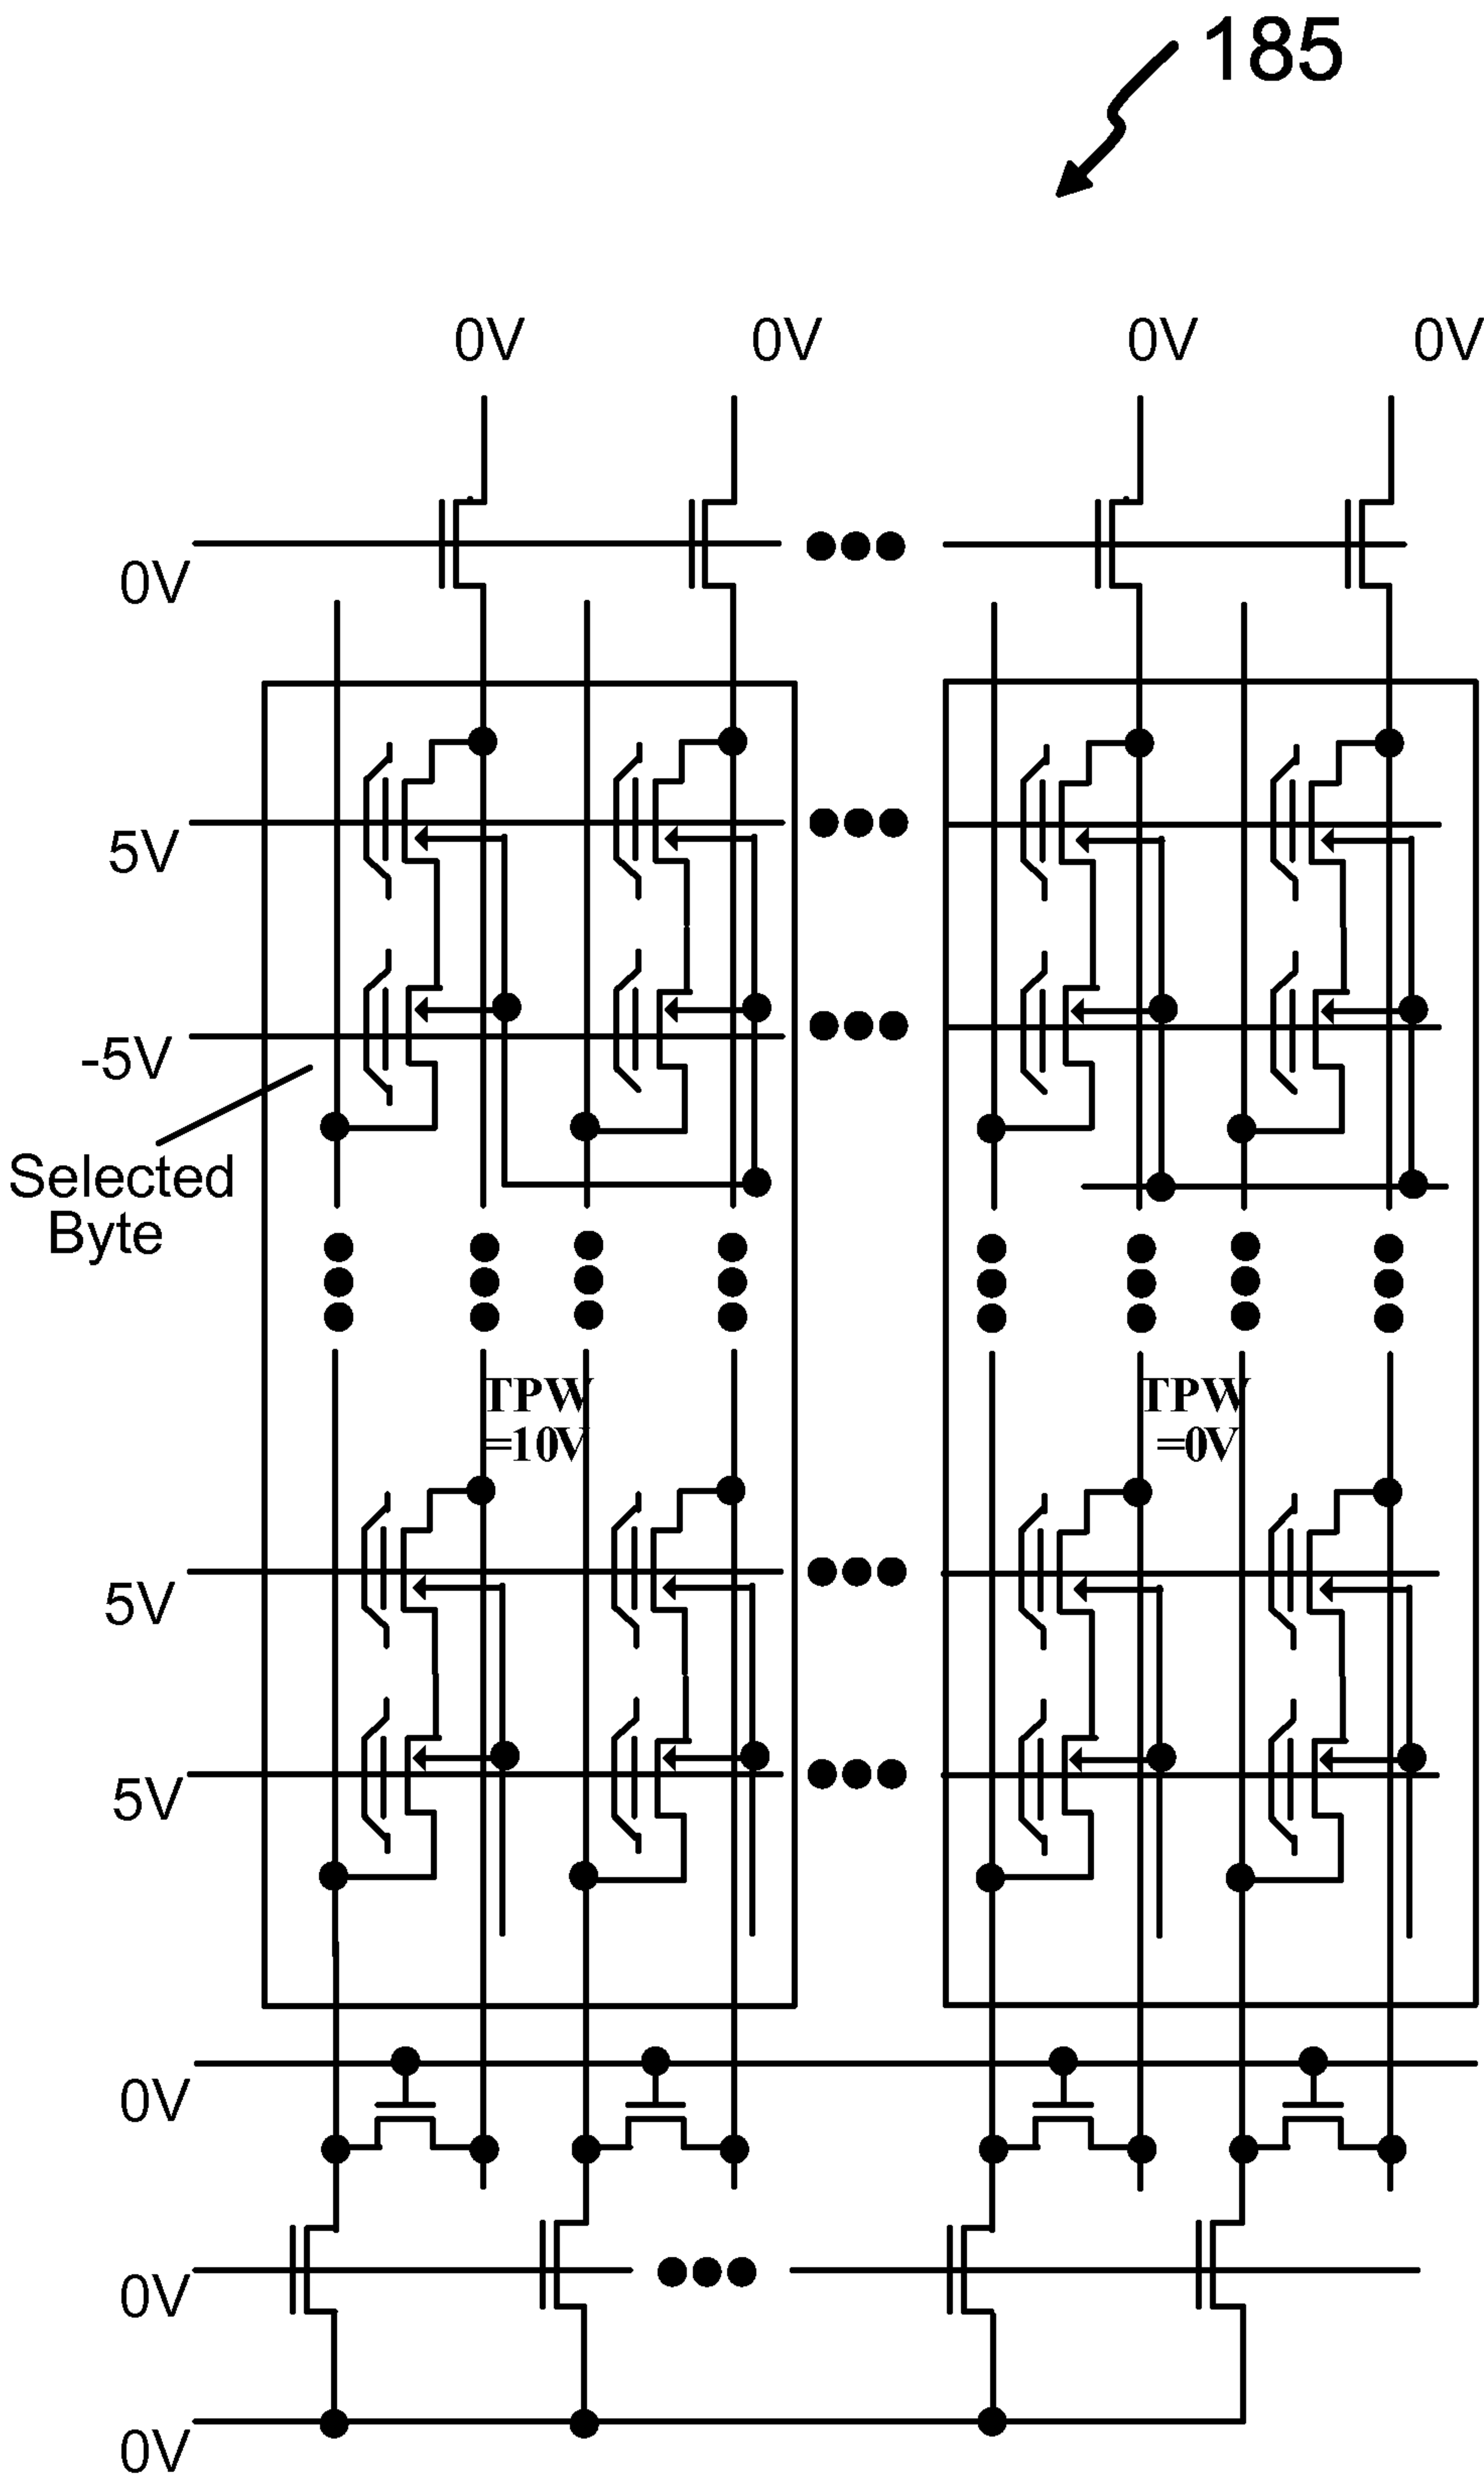 185
0V 0V 0V 0V
0V
5V
-5V
Selected
Byte
TPW TPW
=10V =0V
5V
5V
0V
0V
0V